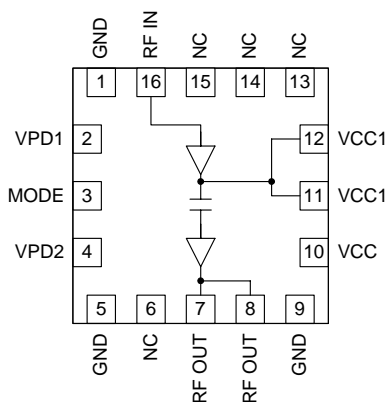 GND
RF IN
NC
NC
NC
1
16
15
14
13
VPD1
2
12
VCC1
MODE
3
11
VCC1
VPD2
4
10
VCC
5
6
7
8
9
GND
NC
RF OUT
RF OUT
GND